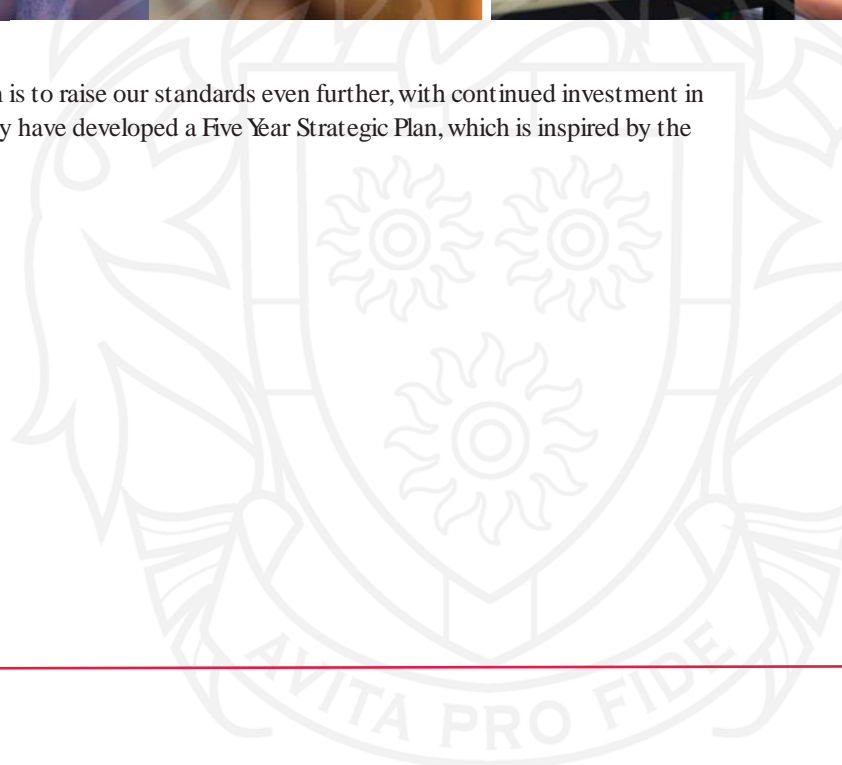 is to raise our standards even further, with continued investment in
y have developed a Five Year Strategic Plan, which is inspired by the
AVITA PRO FIDE